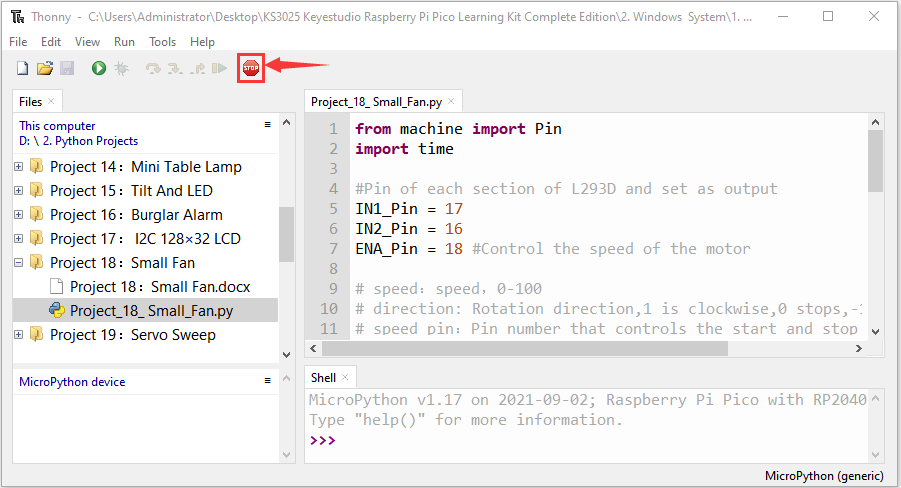 Thonny - C:\Users\Administrator\Desktop\KS3025 Keyestudio Raspberry Pi Pico Learning Kit Complete Edition\2. Windows System\1. ...
File Edit View Run Tools Help
STOP
Files
This computer
D: \ 2. Python Projects
Project 14：Mini Table Lamp
Project 15：Tilt And LED
Project 16：Burglar Alarm
Project 17： I2C 128×32 LCD
Project 18：Small Fan
Project 18：Small Fan.docx
Project_18_ Small_Fan.py
Project 19：Servo Sweep
MicroPython device
Project_18_ Small_Fan.py
1 from machine import Pin
2 import time
3
4 #Pin of each section of L293D and set as output
5 IN1_Pin = 17
6 IN2_Pin = 16
7 ENA_Pin = 18 #Control the speed of the motor
8
9 # speed：speed，0-100
10 # direction: Rotation direction,1 is clockwise,0 stops,-1
11 # speed pin：Pin number that controls the start and stop
Shell
MicroPython v1.17 on 2021-09-02; Raspberry Pi Pico with RP2040
Type "help()" for more information.
>>>
MicroPython (generic)